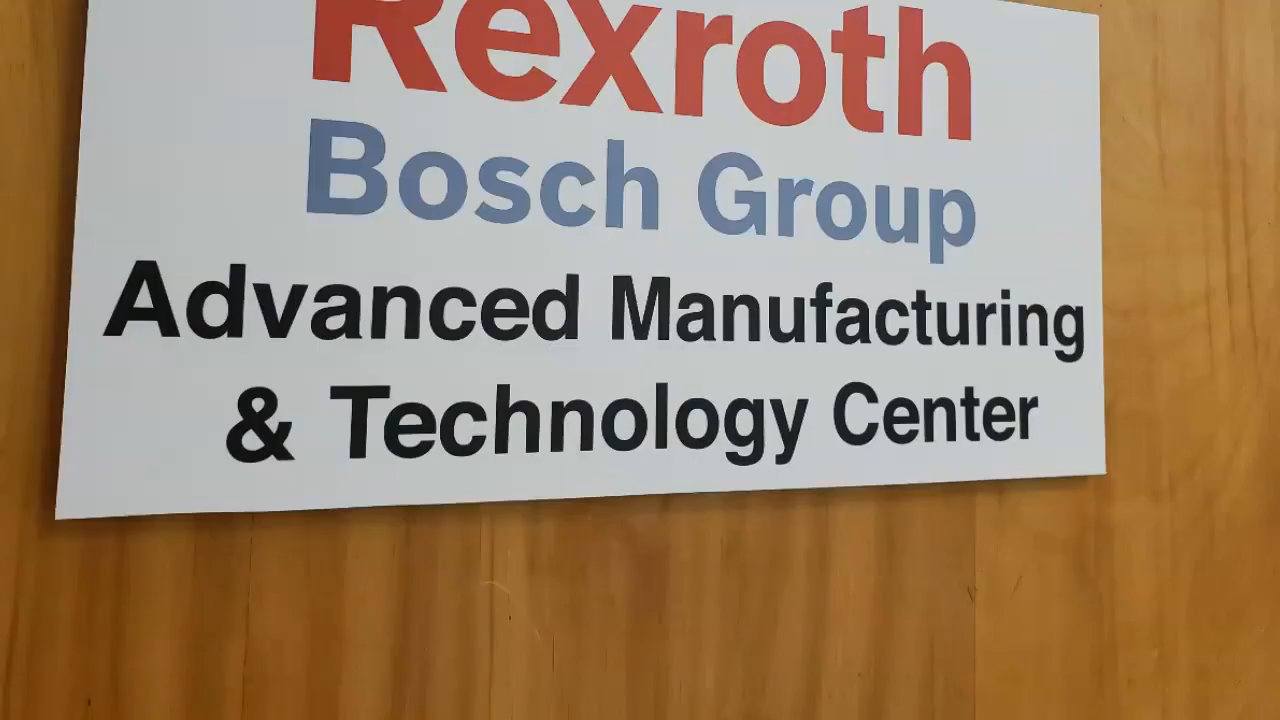 Rexroth
Bosch Group
Advanced Manufacturing
& Technology Center